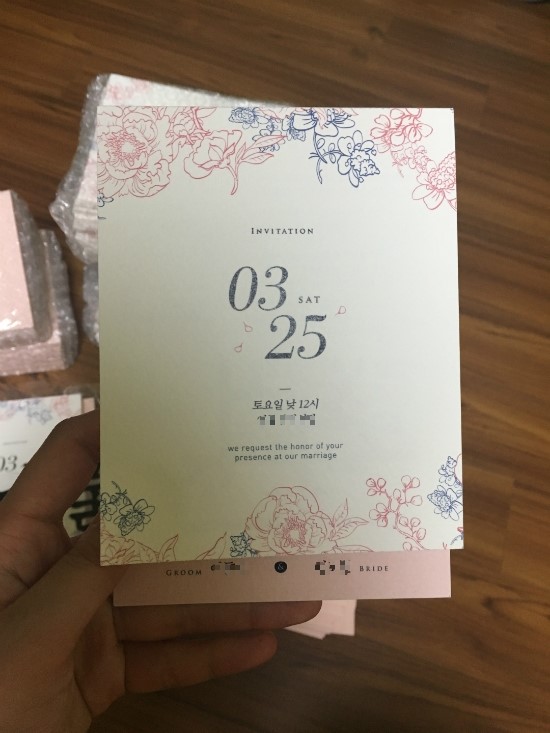 INVITATION
03 SAT
25
토요일 낮 12시
we request the honor of your
presence at our marriage
GROOM & BRIDE
03